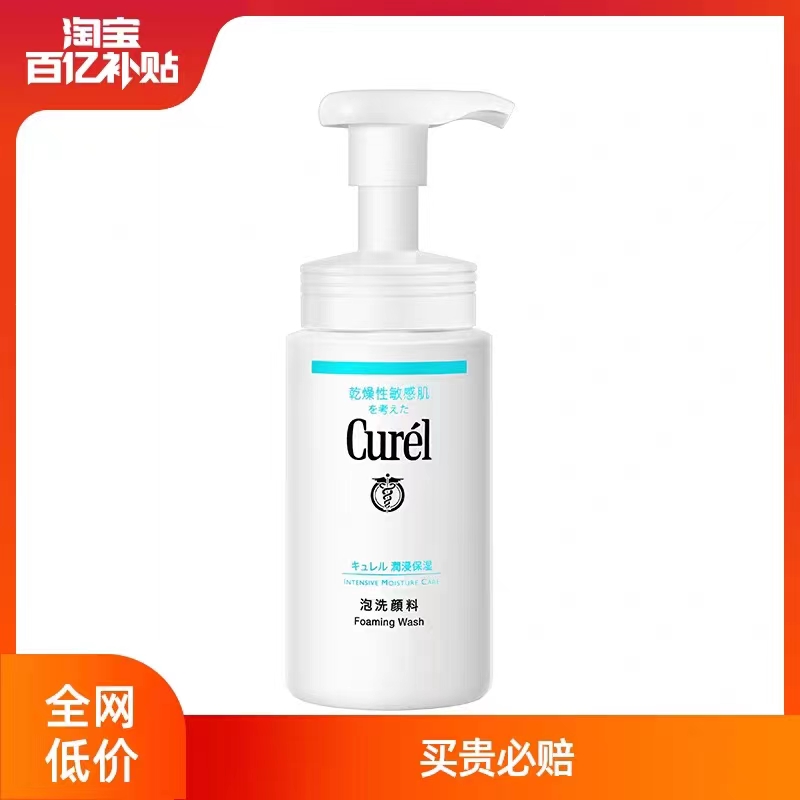 淘宝
百亿补贴
乾燥性敏感肌
を考えた
Curél
キュレル 潤浸保湿
INTENSIVE MOISTURE CARE
泡洗顔料
Foaming Wash
全网
低价
买贵必赔